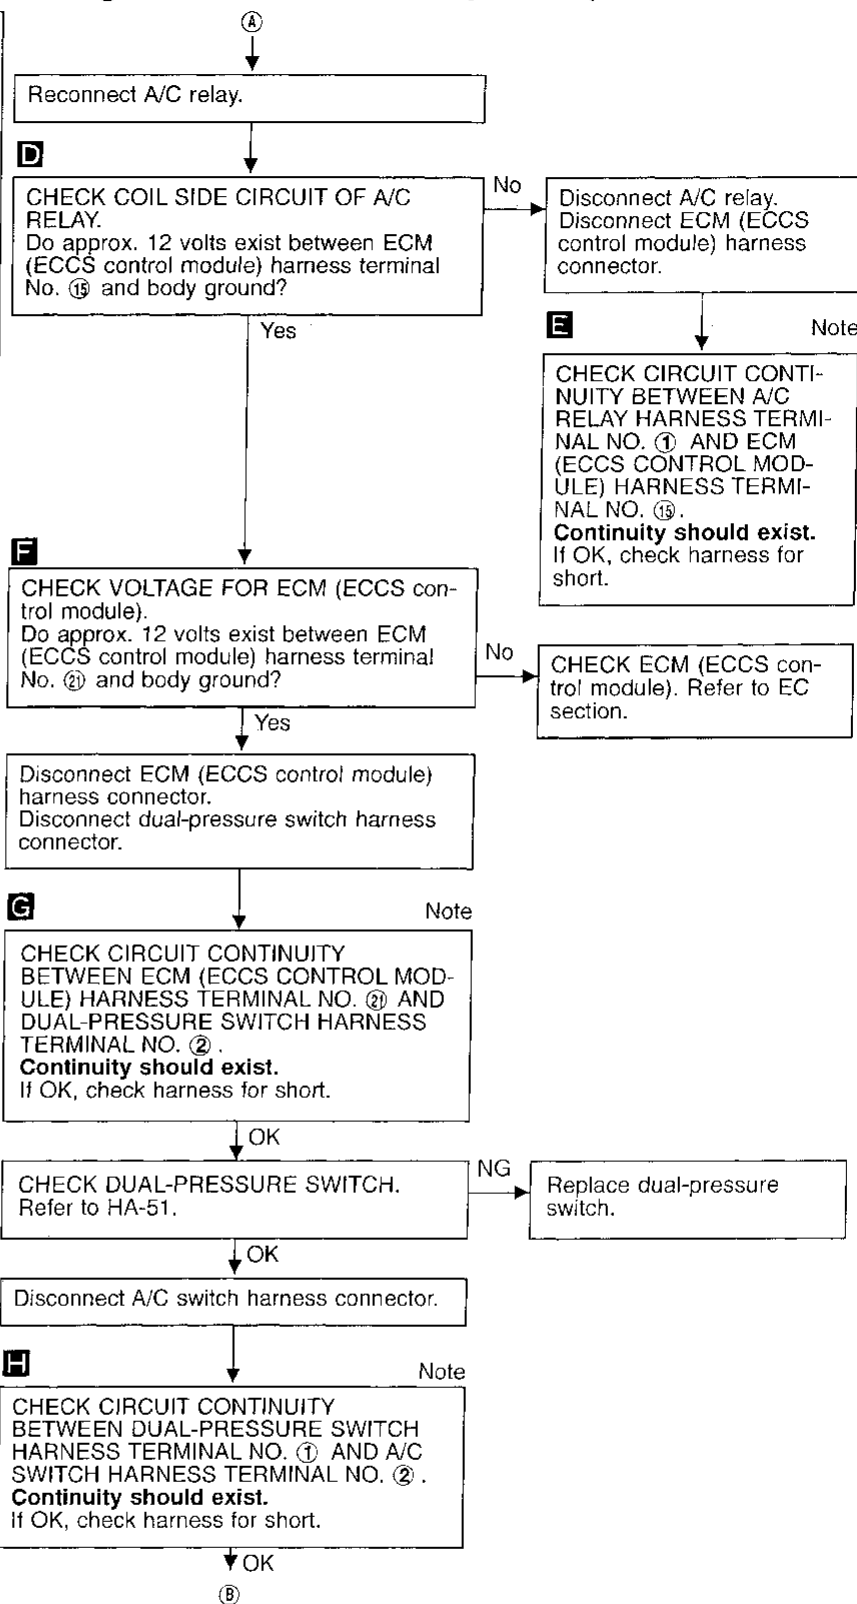 Ⓐ
Reconnect A/C relay.
D
CHECK COIL SIDE CIRCUIT OF A/C
RELAY.
Do approx. 12 volts exist between ECM
(ECCS control module) harness terminal
No. ⑮ and body ground?
No
Disconnect A/C relay.
Disconnect ECM (ECCS
control module) harness
connector.
Yes
E
Note
CHECK CIRCUIT CONTI-
NUITY BETWEEN A/C
RELAY HARNESS TERMI-
NAL NO. ① AND ECM
(ECCS CONTROL MOD-
ULE) HARNESS TERMI-
NAL NO. ⑮.
Continuity should exist.
If OK, check harness for
short.
F
CHECK VOLTAGE FOR ECM (ECCS con-
trol module).
Do approx. 12 volts exist between ECM
(ECCS control module) harness terminal
No. ㉑ and body ground?
No
CHECK ECM (ECCS con-
trol module). Refer to EC
section.
Yes
Disconnect ECM (ECCS control module)
harness connector.
Disconnect dual-pressure switch harness
connector.
G
Note
CHECK CIRCUIT CONTINUITY
BETWEEN ECM (ECCS CONTROL MOD-
ULE) HARNESS TERMINAL NO. ㉑ AND
DUAL-PRESSURE SWITCH HARNESS
TERMINAL NO. ②.
Continuity should exist.
If OK, check harness for short.
OK
CHECK DUAL-PRESSURE SWITCH.
Refer to HA-51.
NG
Replace dual-pressure
switch.
OK
Disconnect A/C switch harness connector.
H
Note
CHECK CIRCUIT CONTINUITY
BETWEEN DUAL-PRESSURE SWITCH
HARNESS TERMINAL NO. ① AND A/C
SWITCH HARNESS TERMINAL NO. ②.
Continuity should exist.
If OK, check harness for short.
OK
Ⓑ